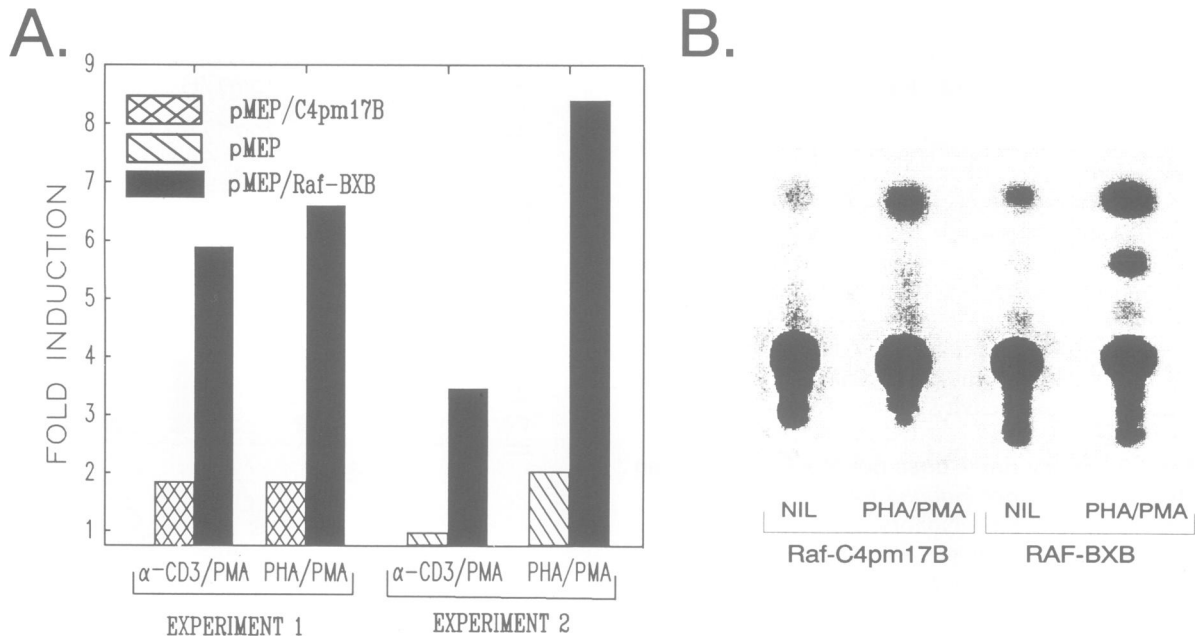 A.
9
8
7
6
5
4
3
2
1
FOLD INDUCTION
pMEP/C4pm17B
pMEP
pMEP/Raf-BXB
α-CD3/PMA PHA/PMA α-CD3/PMA PHA/PMA
EXPERIMENT 1 EXPERIMENT 2
B.
NIL PHA/PMA NIL PHA/PMA
Raf-C4pm17B RAF-BXB